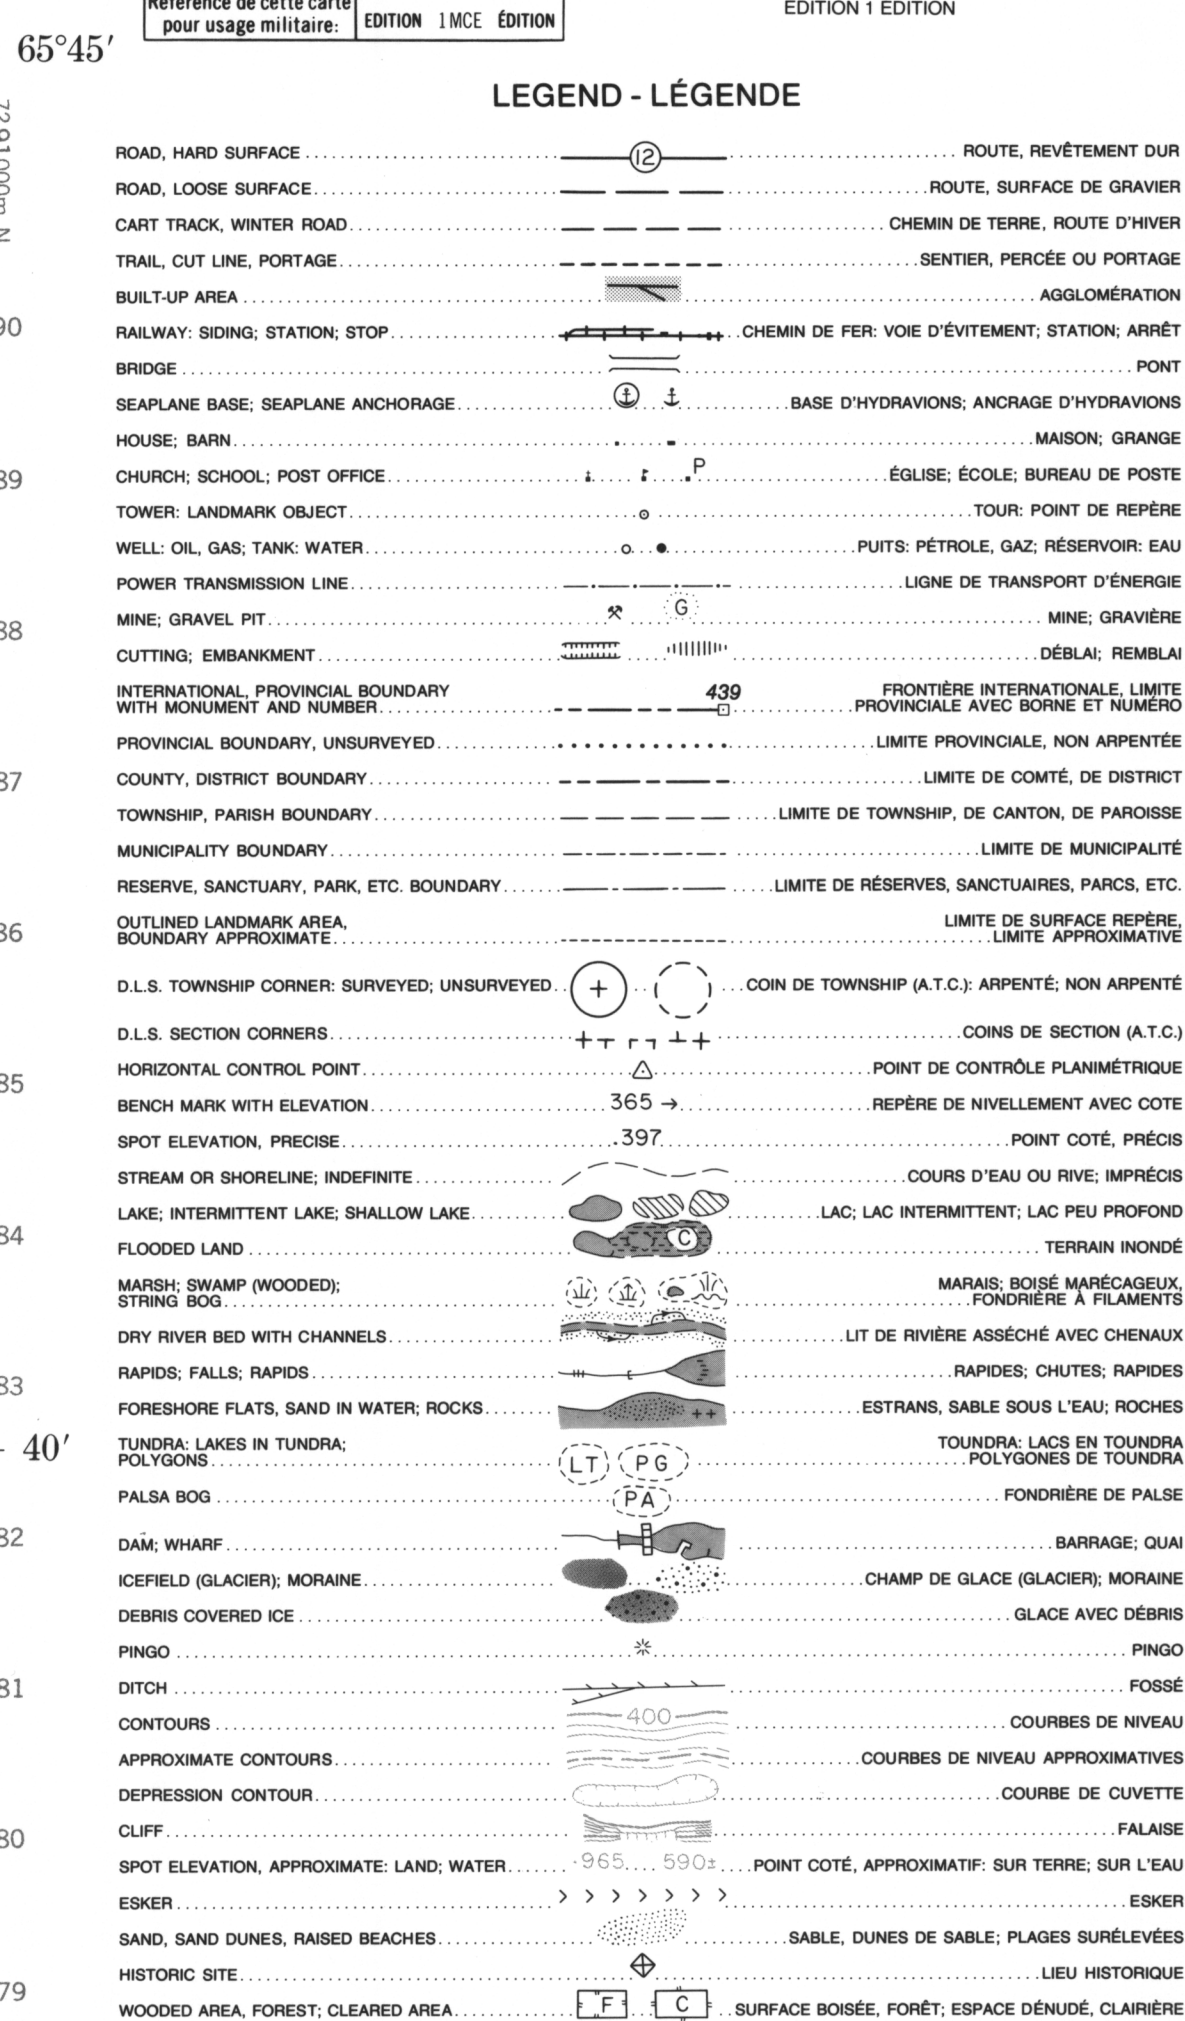 Référence de cette carte
pour usage militaire:
EDITION 1 MCE ÉDITION
EDITION 1 EDITION
65°45′
LEGEND - LÉGENDE
7291000m N
ROAD, HARD SURFACE 12 ROUTE, REVÊTEMENT DUR
ROAD, LOOSE SURFACE ROUTE, SURFACE DE GRAVIER
CART TRACK, WINTER ROAD CHEMIN DE TERRE, ROUTE D'HIVER
TRAIL, CUT LINE, PORTAGE SENTIER, PERCÉE OU PORTAGE
BUILT-UP AREA AGGLOMÉRATION
90
RAILWAY: SIDING; STATION; STOP CHEMIN DE FER: VOIE D'ÉVITEMENT; STATION; ARRÊT
BRIDGE PONT
SEAPLANE BASE; SEAPLANE ANCHORAGE BASE D'HYDRAVIONS; ANCRAGE D'HYDRAVIONS
HOUSE; BARN MAISON; GRANGE
89
CHURCH; SCHOOL; POST OFFICE P ÉGLISE; ÉCOLE; BUREAU DE POSTE
TOWER: LANDMARK OBJECT TOUR: POINT DE REPÈRE
WELL: OIL, GAS; TANK: WATER PUITS: PÉTROLE, GAZ; RÉSERVOIR: EAU
POWER TRANSMISSION LINE LIGNE DE TRANSPORT D'ÉNERGIE
88
MINE; GRAVEL PIT G MINE; GRAVIÈRE
CUTTING; EMBANKMENT DÉBLAI; REMBLAI
INTERNATIONAL, PROVINCIAL BOUNDARY 439 FRONTIÈRE INTERNATIONALE, LIMITE
WITH MONUMENT AND NUMBER PROVINCIALE AVEC BORNE ET NUMÉRO
PROVINCIAL BOUNDARY, UNSURVEYED LIMITE PROVINCIALE, NON ARPENTÉE
87
COUNTY, DISTRICT BOUNDARY LIMITE DE COMTÉ, DE DISTRICT
TOWNSHIP, PARISH BOUNDARY LIMITE DE TOWNSHIP, DE CANTON, DE PAROISSE
MUNICIPALITY BOUNDARY LIMITE DE MUNICIPALITÉ
RESERVE, SANCTUARY, PARK, ETC. BOUNDARY LIMITE DE RÉSERVES, SANCTUAIRES, PARCS, ETC.
86
OUTLINED LANDMARK AREA, LIMITE DE SURFACE REPÈRE,
BOUNDARY APPROXIMATE LIMITE APPROXIMATIVE
D.L.S. TOWNSHIP CORNER: SURVEYED; UNSURVEYED COIN DE TOWNSHIP (A.T.C.): ARPENTÉ; NON ARPENTÉ
D.L.S. SECTION CORNERS COINS DE SECTION (A.T.C.)
85
HORIZONTAL CONTROL POINT POINT DE CONTRÔLE PLANIMÉTRIQUE
BENCH MARK WITH ELEVATION 365 → REPÈRE DE NIVELLEMENT AVEC COTE
SPOT ELEVATION, PRECISE .397 POINT COTÉ, PRÉCIS
STREAM OR SHORELINE; INDEFINITE COURS D'EAU OU RIVE; IMPRÉCIS
LAKE; INTERMITTENT LAKE; SHALLOW LAKE LAC; LAC INTERMITTENT; LAC PEU PROFOND
84
FLOODED LAND C TERRAIN INONDÉ
MARSH; SWAMP (WOODED); MARAIS; BOISÉ MARÉCAGEUX,
STRING BOG FONDRIÈRE À FILAMENTS
DRY RIVER BED WITH CHANNELS LIT DE RIVIÈRE ASSÉCHÉ AVEC CHENAUX
RAPIDS; FALLS; RAPIDS RAPIDES; CHUTES; RAPIDES
83
FORESHORE FLATS, SAND IN WATER; ROCKS ESTRANS, SABLE SOUS L'EAU; ROCHES
40′
TUNDRA: LAKES IN TUNDRA; TOUNDRA: LACS EN TOUNDRA
POLYGONS LT PG POLYGONES DE TOUNDRA
PALSA BOG PA FONDRIÈRE DE PALSE
82
DAM; WHARF BARRAGE; QUAI
ICEFIELD (GLACIER); MORAINE CHAMP DE GLACE (GLACIER); MORAINE
DEBRIS COVERED ICE GLACE AVEC DÉBRIS
PINGO PINGO
81
DITCH FOSSÉ
CONTOURS 400 COURBES DE NIVEAU
APPROXIMATE CONTOURS COURBES DE NIVEAU APPROXIMATIVES
DEPRESSION CONTOUR COURBE DE CUVETTE
80
CLIFF FALAISE
SPOT ELEVATION, APPROXIMATE: LAND; WATER ·965 590± POINT COTÉ, APPROXIMATIF: SUR TERRE; SUR L'EAU
ESKER ESKER
SAND, SAND DUNES, RAISED BEACHES SABLE, DUNES DE SABLE; PLAGES SURÉLEVÉES
HISTORIC SITE LIEU HISTORIQUE
79
WOODED AREA, FOREST; CLEARED AREA F C SURFACE BOISÉE, FORÊT; ESPACE DÉNUDÉ, CLAIRIÈRE